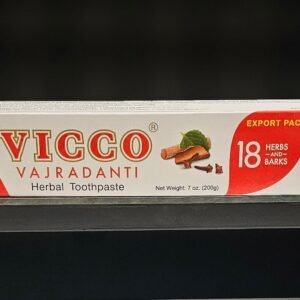 VICCO®
VAJRADANTI
Herbal Toothpaste
Net Weight: 7 oz. (200g)
EXPORT PAC
18 HERBS
AND
BARKS